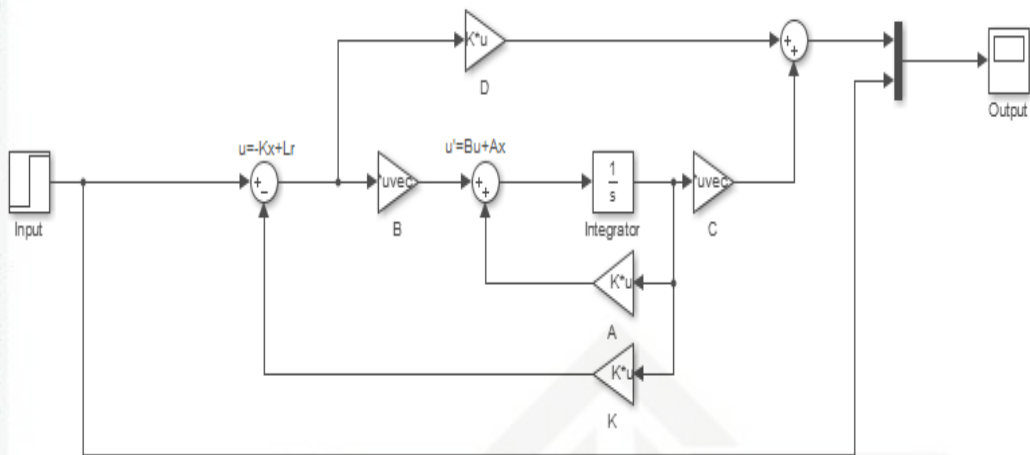 K*u
D
Output
u=-Kx+Lr
u'=Bu+Ax
Input
*uvec
B
1
s
Integrator
*uvec
C
K*u
A
K*u
K